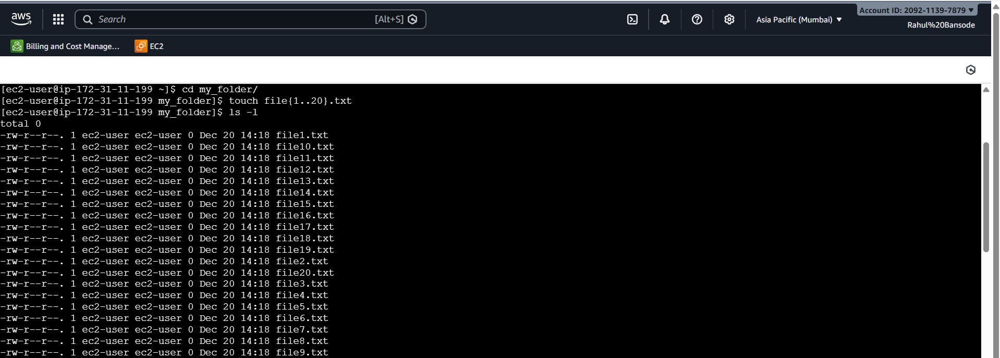 aws
Search
[Alt+S]
Asia Pacific (Mumbai)
Account ID: 2092-1139-7879
Rahul%20Bansode
Billing and Cost Manage...
EC2
[ec2-user@ip-172-31-11-199 ~]$ cd my_folder/
[ec2-user@ip-172-31-11-199 my_folder]$ touch file{1..20}.txt
[ec2-user@ip-172-31-11-199 my_folder]$ ls -l
total 0
-rw-r--r--. 1 ec2-user ec2-user 0 Dec 20 14:18 file1.txt
-rw-r--r--. 1 ec2-user ec2-user 0 Dec 20 14:18 file10.txt
-rw-r--r--. 1 ec2-user ec2-user 0 Dec 20 14:18 file11.txt
-rw-r--r--. 1 ec2-user ec2-user 0 Dec 20 14:18 file12.txt
-rw-r--r--. 1 ec2-user ec2-user 0 Dec 20 14:18 file13.txt
-rw-r--r--. 1 ec2-user ec2-user 0 Dec 20 14:18 file14.txt
-rw-r--r--. 1 ec2-user ec2-user 0 Dec 20 14:18 file15.txt
-rw-r--r--. 1 ec2-user ec2-user 0 Dec 20 14:18 file16.txt
-rw-r--r--. 1 ec2-user ec2-user 0 Dec 20 14:18 file17.txt
-rw-r--r--. 1 ec2-user ec2-user 0 Dec 20 14:18 file18.txt
-rw-r--r--. 1 ec2-user ec2-user 0 Dec 20 14:18 file19.txt
-rw-r--r--. 1 ec2-user ec2-user 0 Dec 20 14:18 file2.txt
-rw-r--r--. 1 ec2-user ec2-user 0 Dec 20 14:18 file20.txt
-rw-r--r--. 1 ec2-user ec2-user 0 Dec 20 14:18 file3.txt
-rw-r--r--. 1 ec2-user ec2-user 0 Dec 20 14:18 file4.txt
-rw-r--r--. 1 ec2-user ec2-user 0 Dec 20 14:18 file5.txt
-rw-r--r--. 1 ec2-user ec2-user 0 Dec 20 14:18 file6.txt
-rw-r--r--. 1 ec2-user ec2-user 0 Dec 20 14:18 file7.txt
-rw-r--r--. 1 ec2-user ec2-user 0 Dec 20 14:18 file8.txt
-rw-r--r--. 1 ec2-user ec2-user 0 Dec 20 14:18 file9.txt